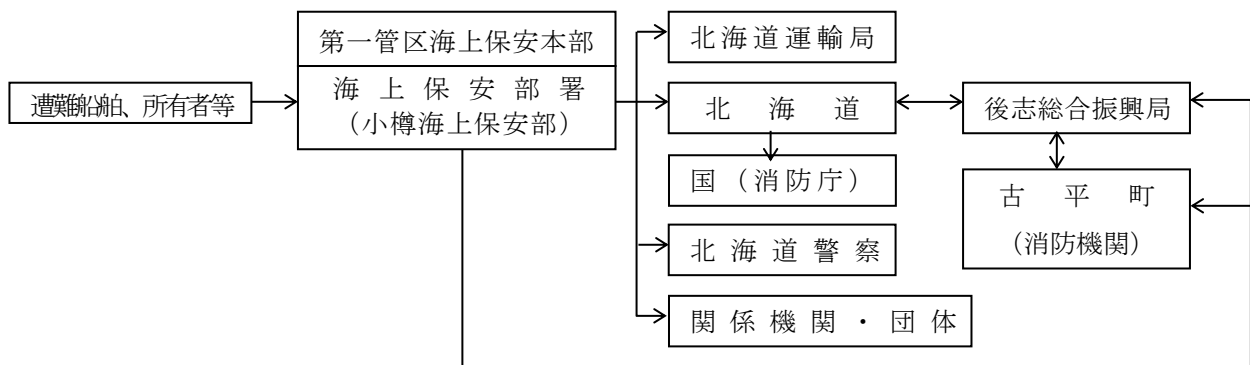 遭難船舶、所有者等
第一管区海上保安本部
海上保安部署
（小樽海上保安部）
北海道運輸局
北海道
国（消防庁）
北海道警察
関係機関・団体
後志総合振興局
古平町
（消防機関）